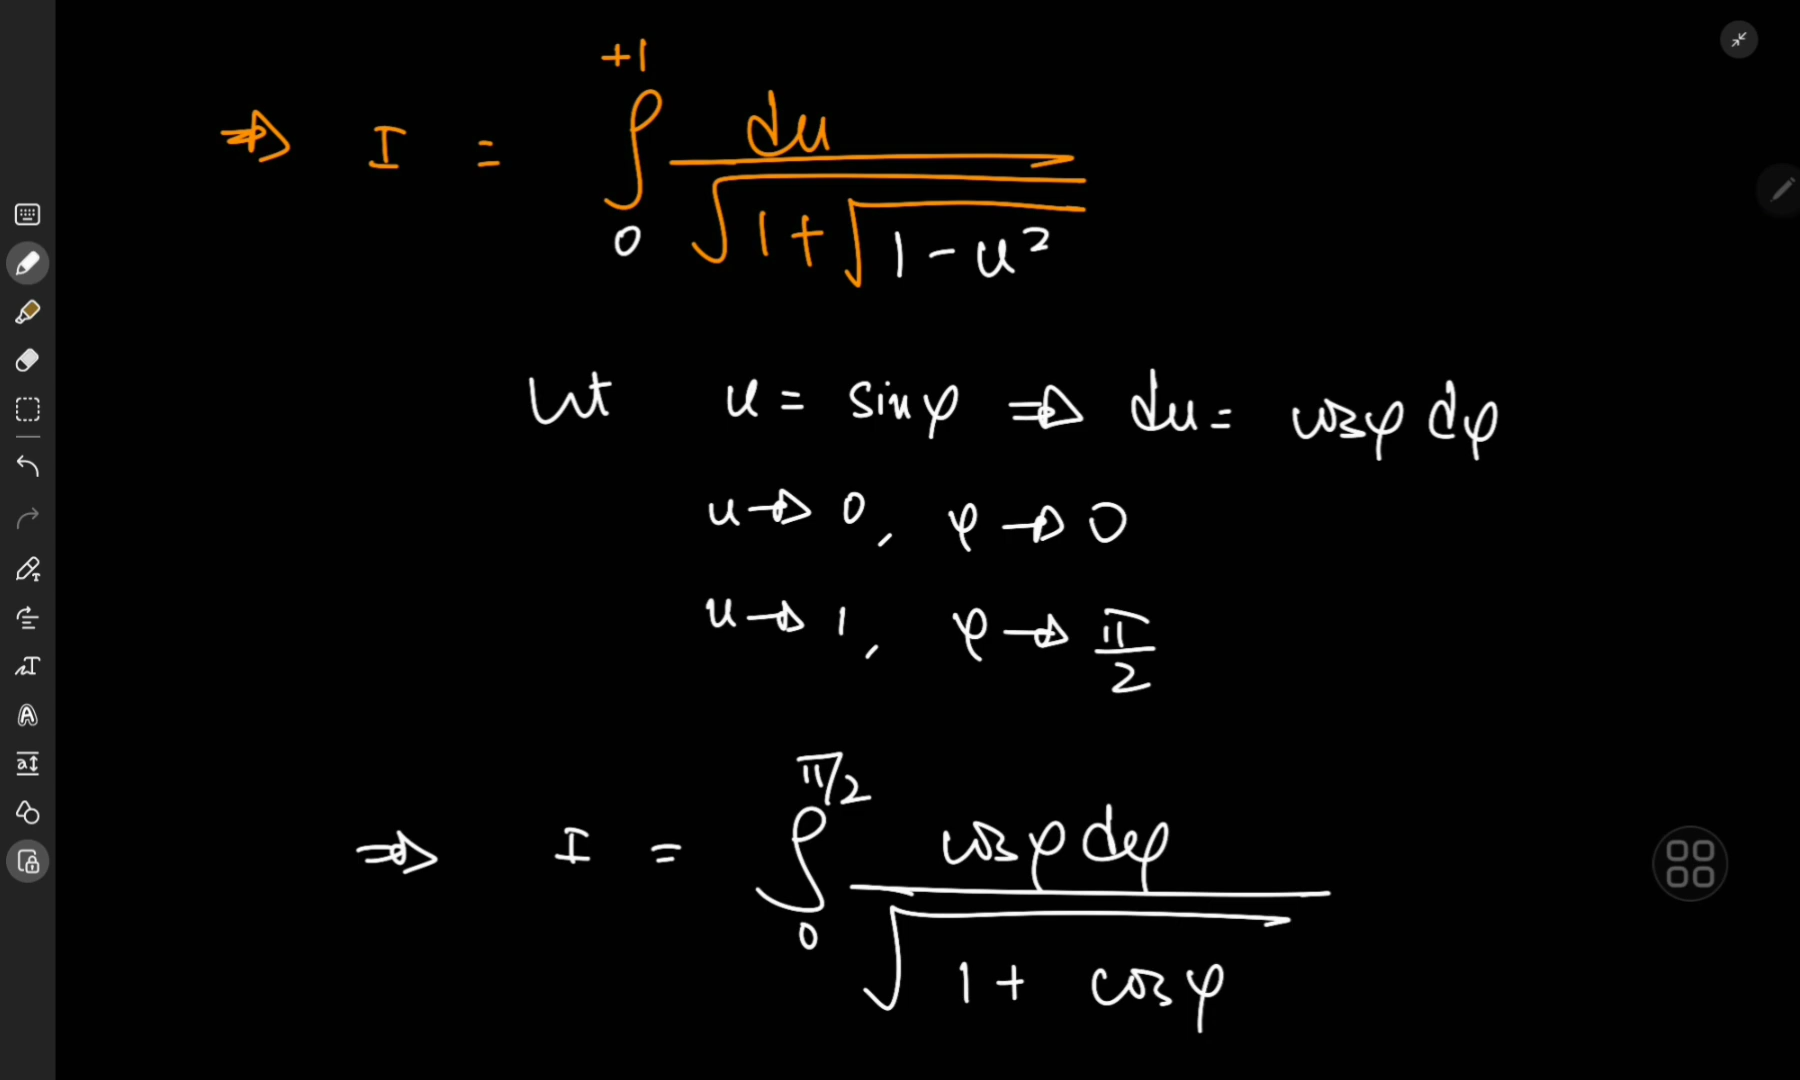 ⇒ I = ∫₀⁺¹ du / √(1 + √(1 - u²))
Let u = sinφ ⇒ du = cosφ dφ
u → 0, φ → 0
u → 1, φ → π/2
⇒ I = ∫₀^(π/2) cosφ dφ / √(1 + cosφ)